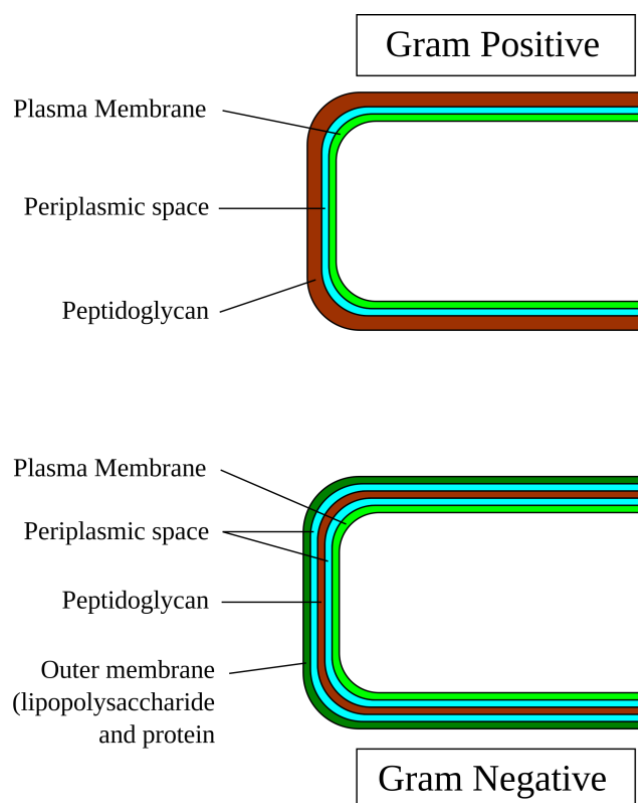 Gram Positive
Plasma Membrane
Periplasmic space
Peptidoglycan
Plasma Membrane
Periplasmic space
Peptidoglycan
Outer membrane
(lipopolysaccharide
and protein
Gram Negative